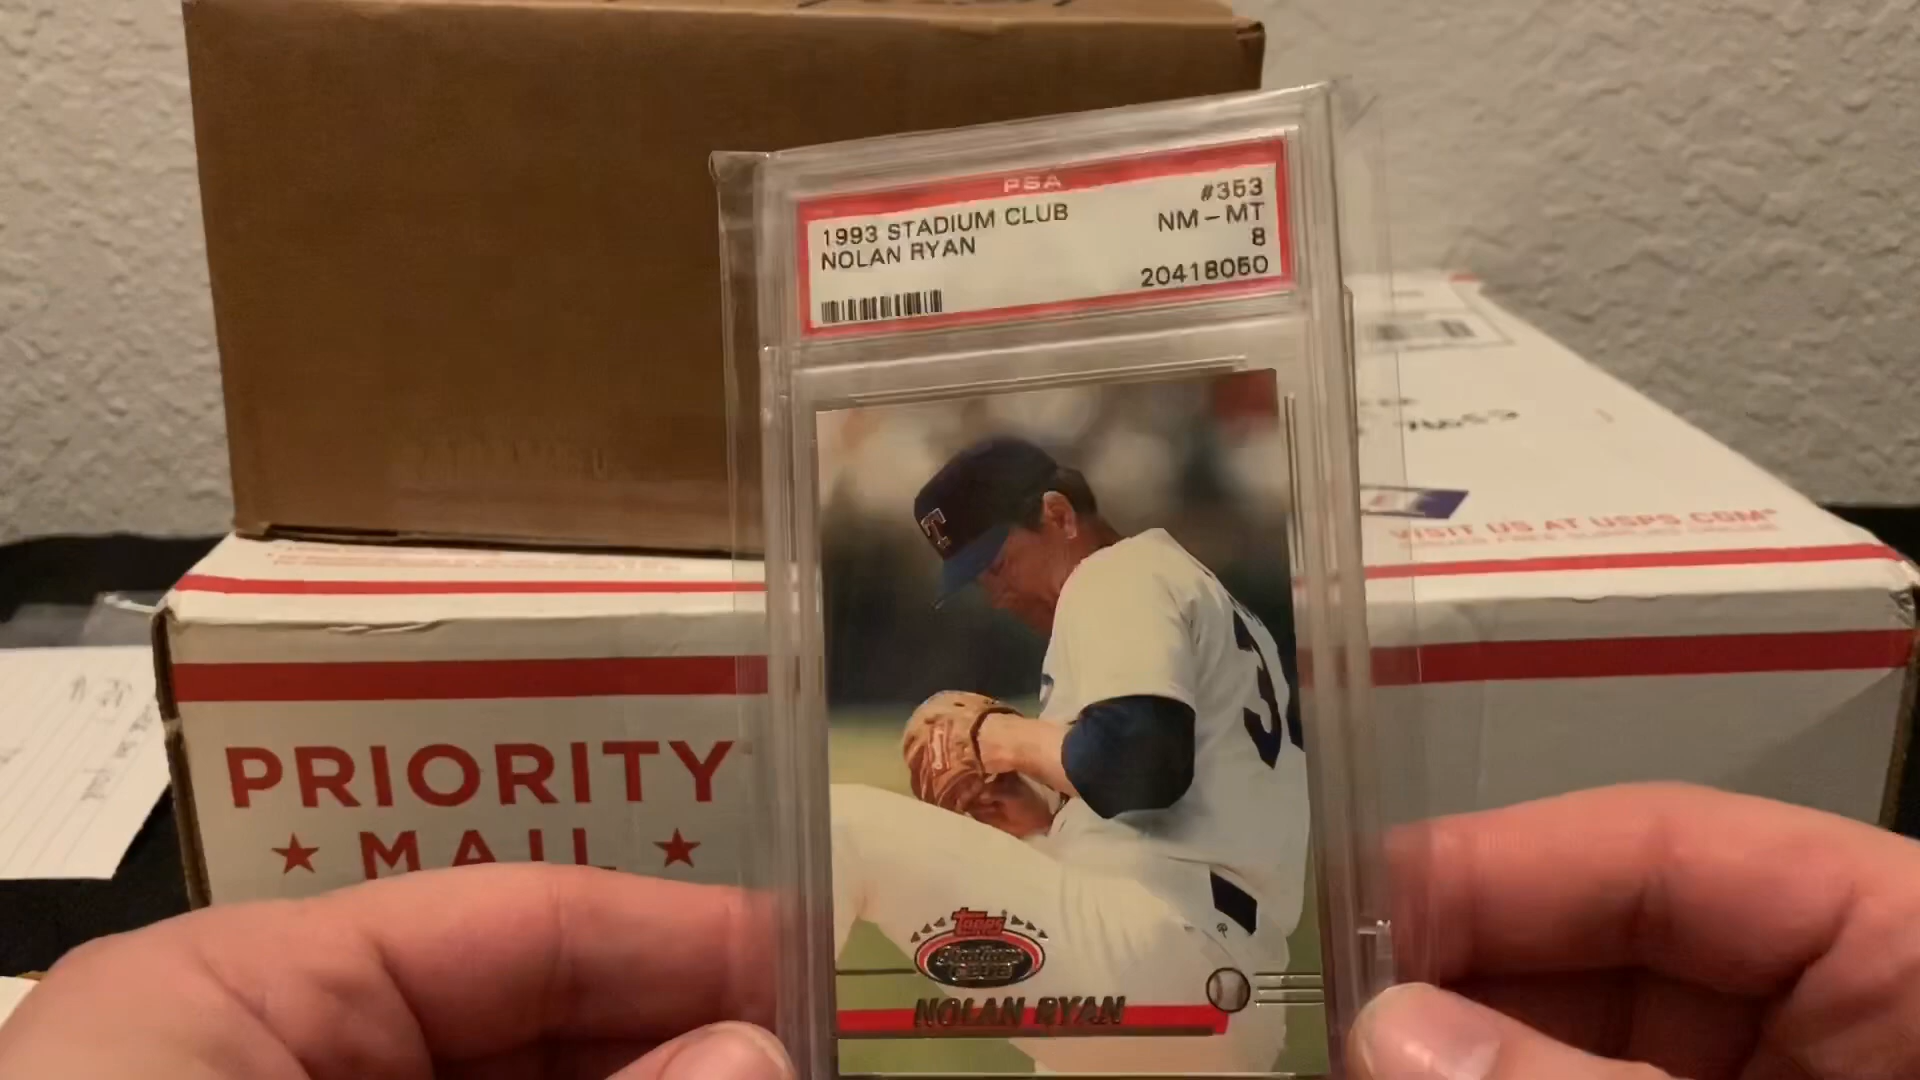 PSA
1993 STADIUM CLUB
#353
NOLAN RYAN
NM-MT
8
20418050
T
3
VISIT US AT USPS.COM
PRIORITY
MAIL
Topps
Stadium
CLUB
NOLAN RYAN